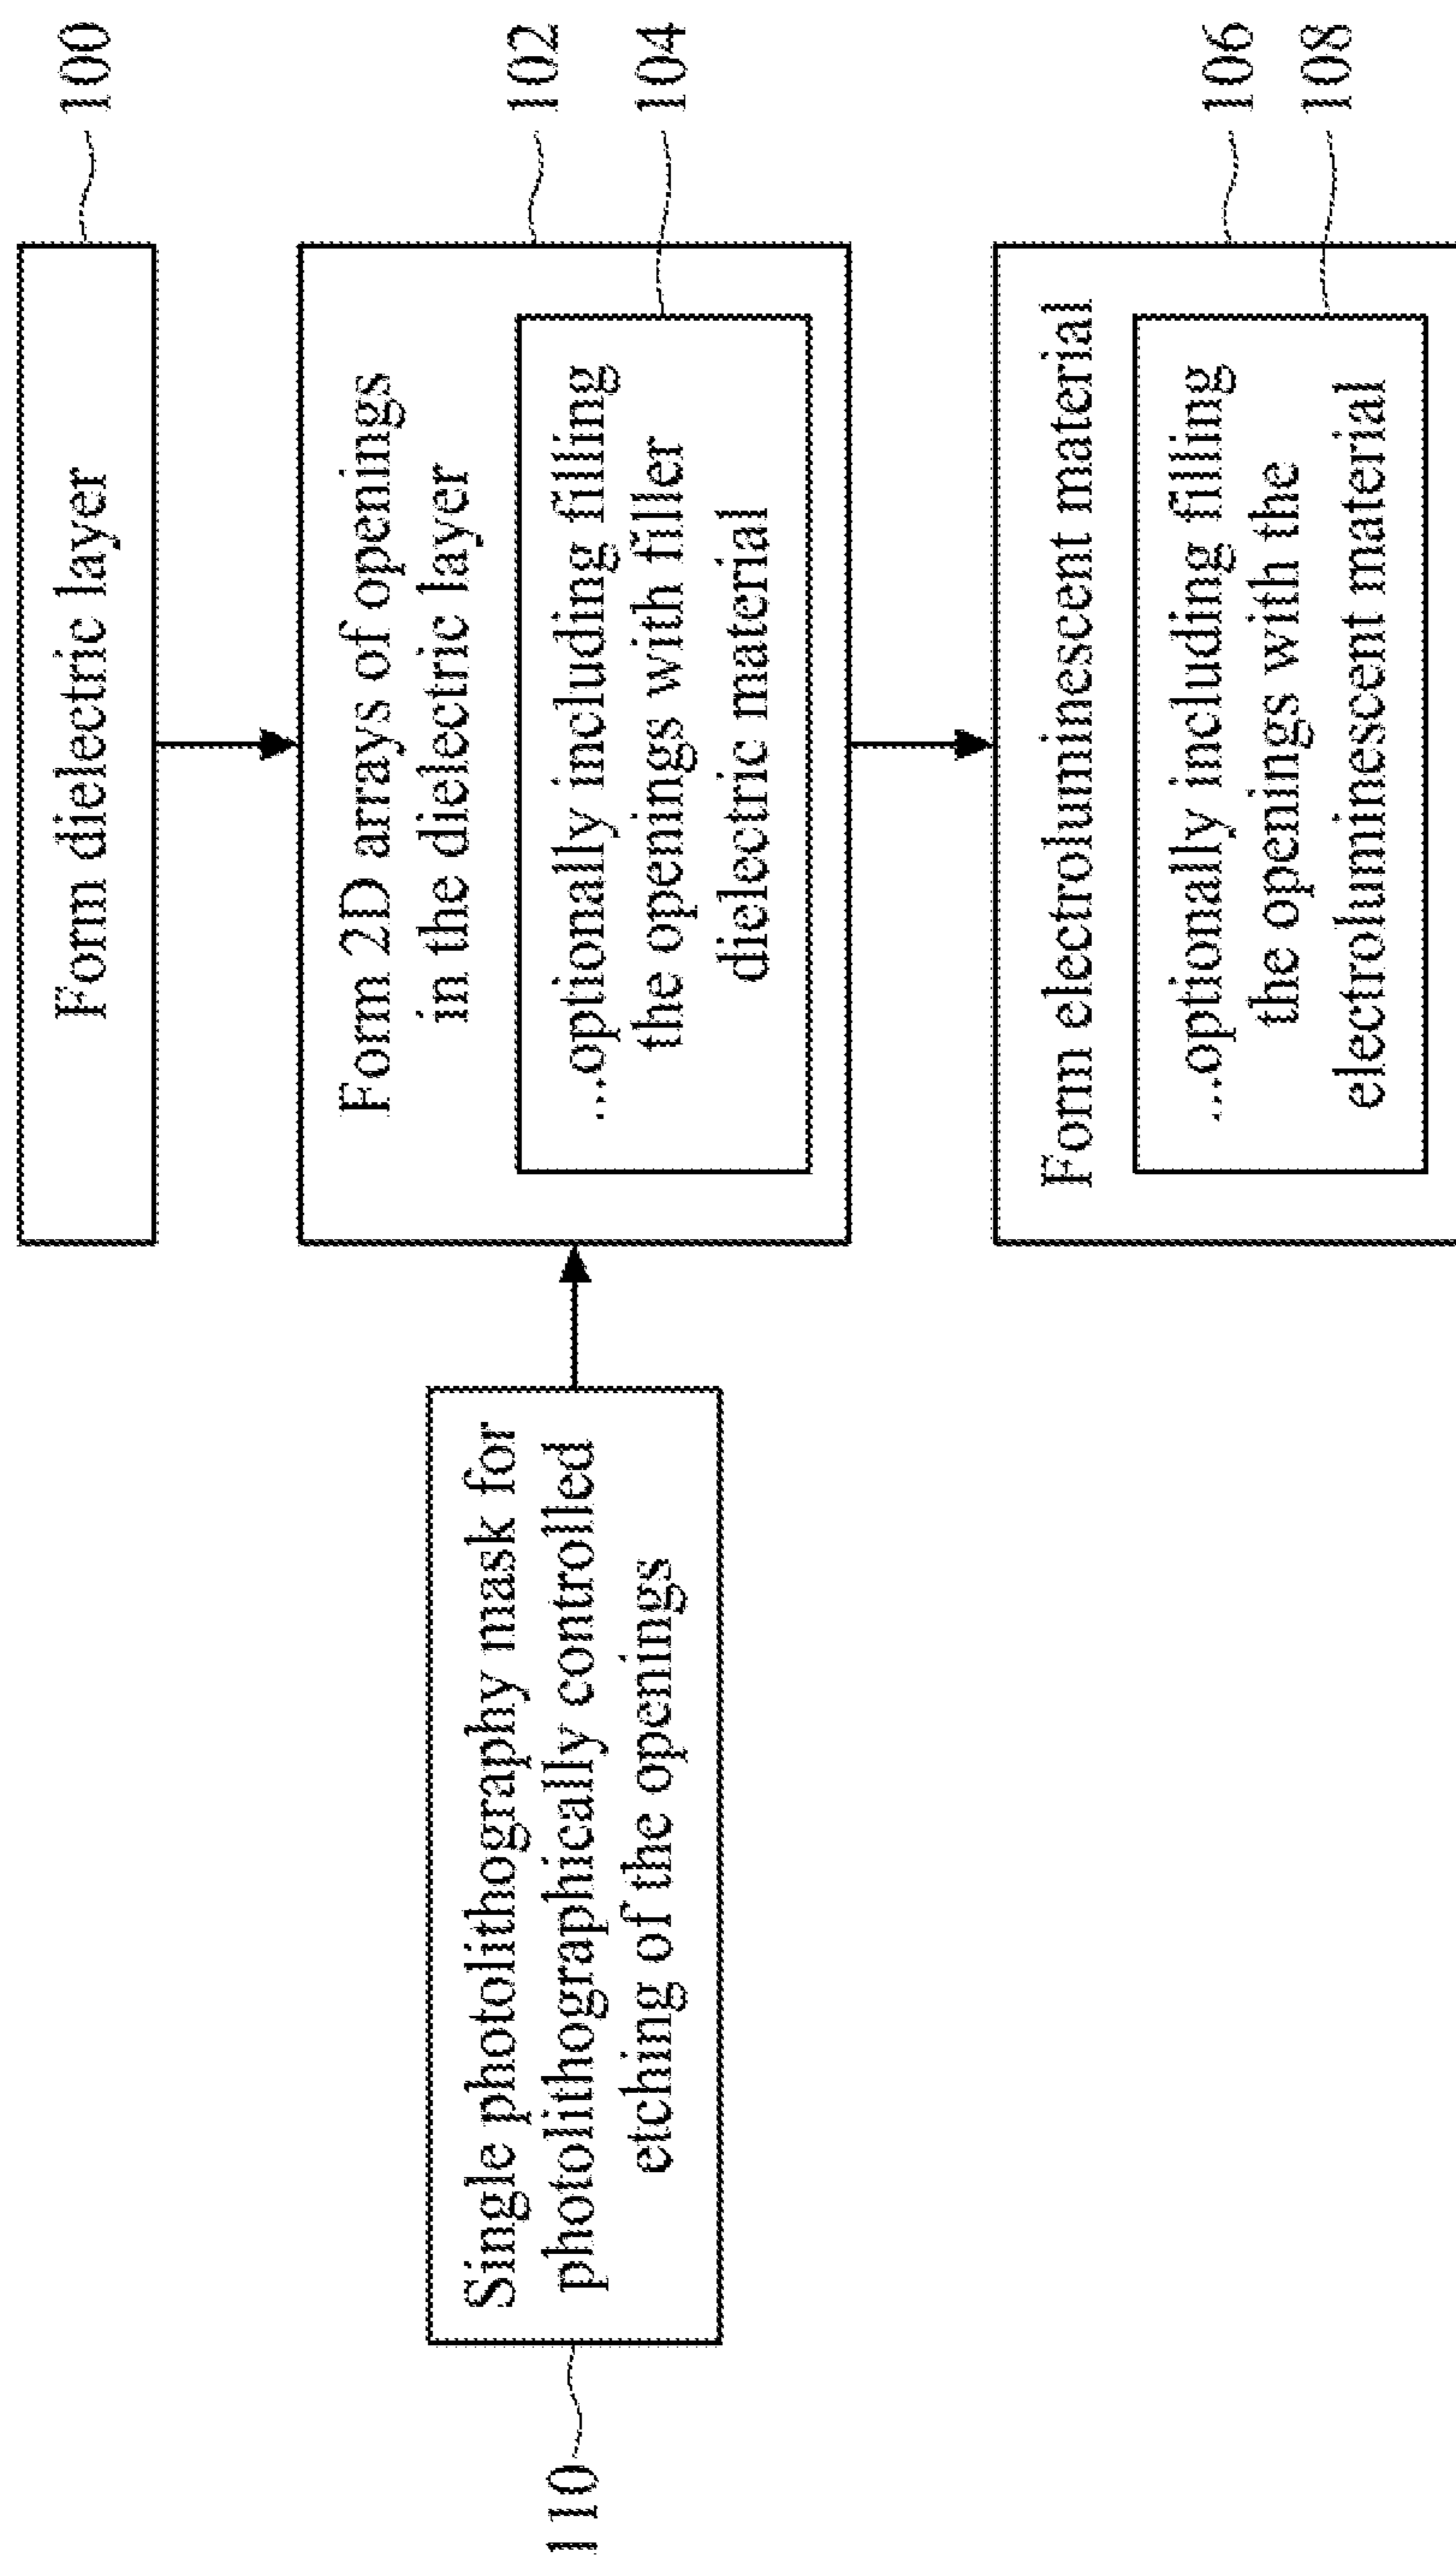 Form dielectric layer
100
Form 2D arrays of openings
in the dielectric layer
102
...optionally including filling
the openings with filler
dielectric material
104
Single photolithography mask for
photolithographically controlled
etching of the openings
110
Form electroluminescent material
106
...optionally including filling
the openings with the
electroluminescent material
108